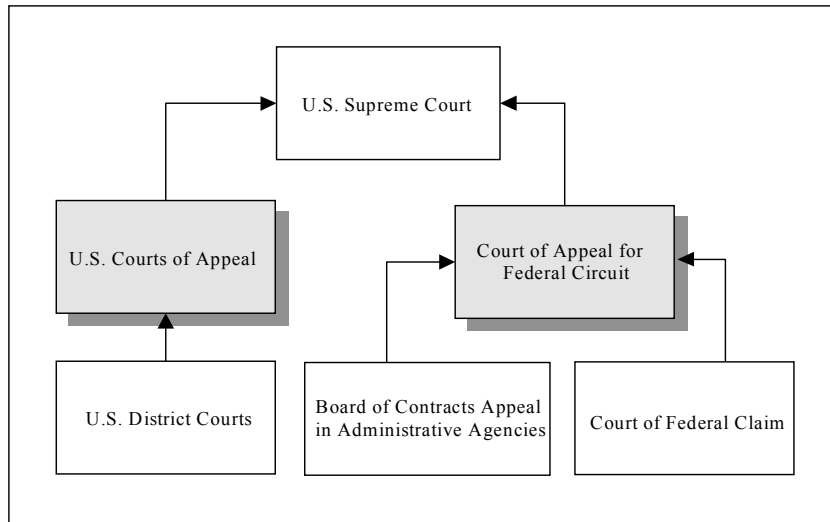 U.S. Supreme Court
U.S. Courts of Appeal
Court of Appeal for
Federal Circuit
U.S. District Courts
Board of Contracts Appeal
in Administrative Agencies
Court of Federal Claim